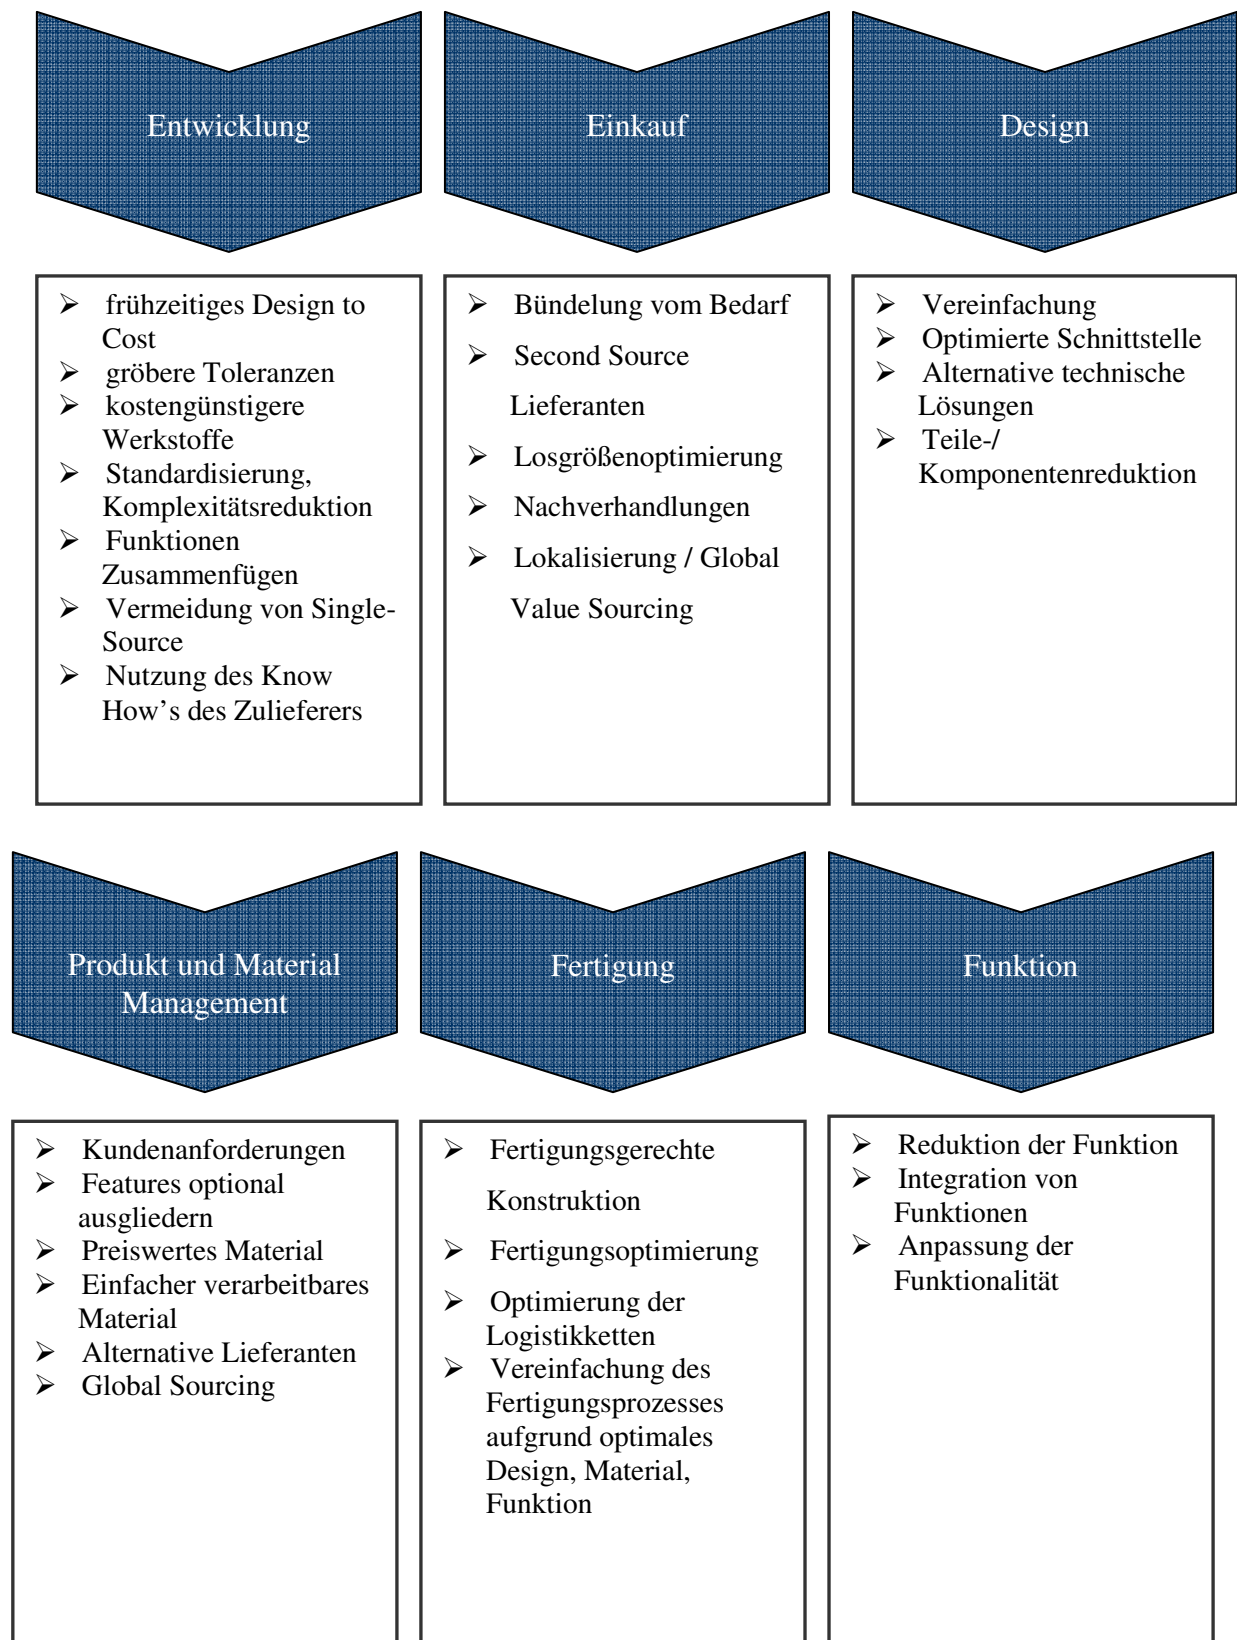 Entwicklung
➢ frühzeitiges Design to
Cost
➢ gröbere Toleranzen
➢ kostengünstigere
Werkstoffe
➢ Standardisierung,
Komplexitätsreduktion
➢ Funktionen
Zusammenfügen
➢ Vermeidung von Single-
Source
➢ Nutzung des Know
How’s des Zulieferers
Einkauf
➢ Bündelung vom Bedarf
➢ Second Source
Lieferanten
➢ Losgrößenoptimierung
➢ Nachverhandlungen
➢ Lokalisierung / Global
Value Sourcing
Design
➢ Vereinfachung
➢ Optimierte Schnittstelle
➢ Alternative technische
Lösungen
➢ Teile-/
Komponentenreduktion
Produkt und Material
Management
➢ Kundenanforderungen
➢ Features optional
ausgliedern
➢ Preiswertes Material
➢ Einfacher verarbeitbares
Material
➢ Alternative Lieferanten
➢ Global Sourcing
Fertigung
➢ Fertigungsgerechte
Konstruktion
➢ Fertigungsoptimierung
➢ Optimierung der
Logistikketten
➢ Vereinfachung des
Fertigungsprozesses
aufgrund optimales
Design, Material,
Funktion
Funktion
➢ Reduktion der Funktion
➢ Integration von
Funktionen
➢ Anpassung der
Funktionalität